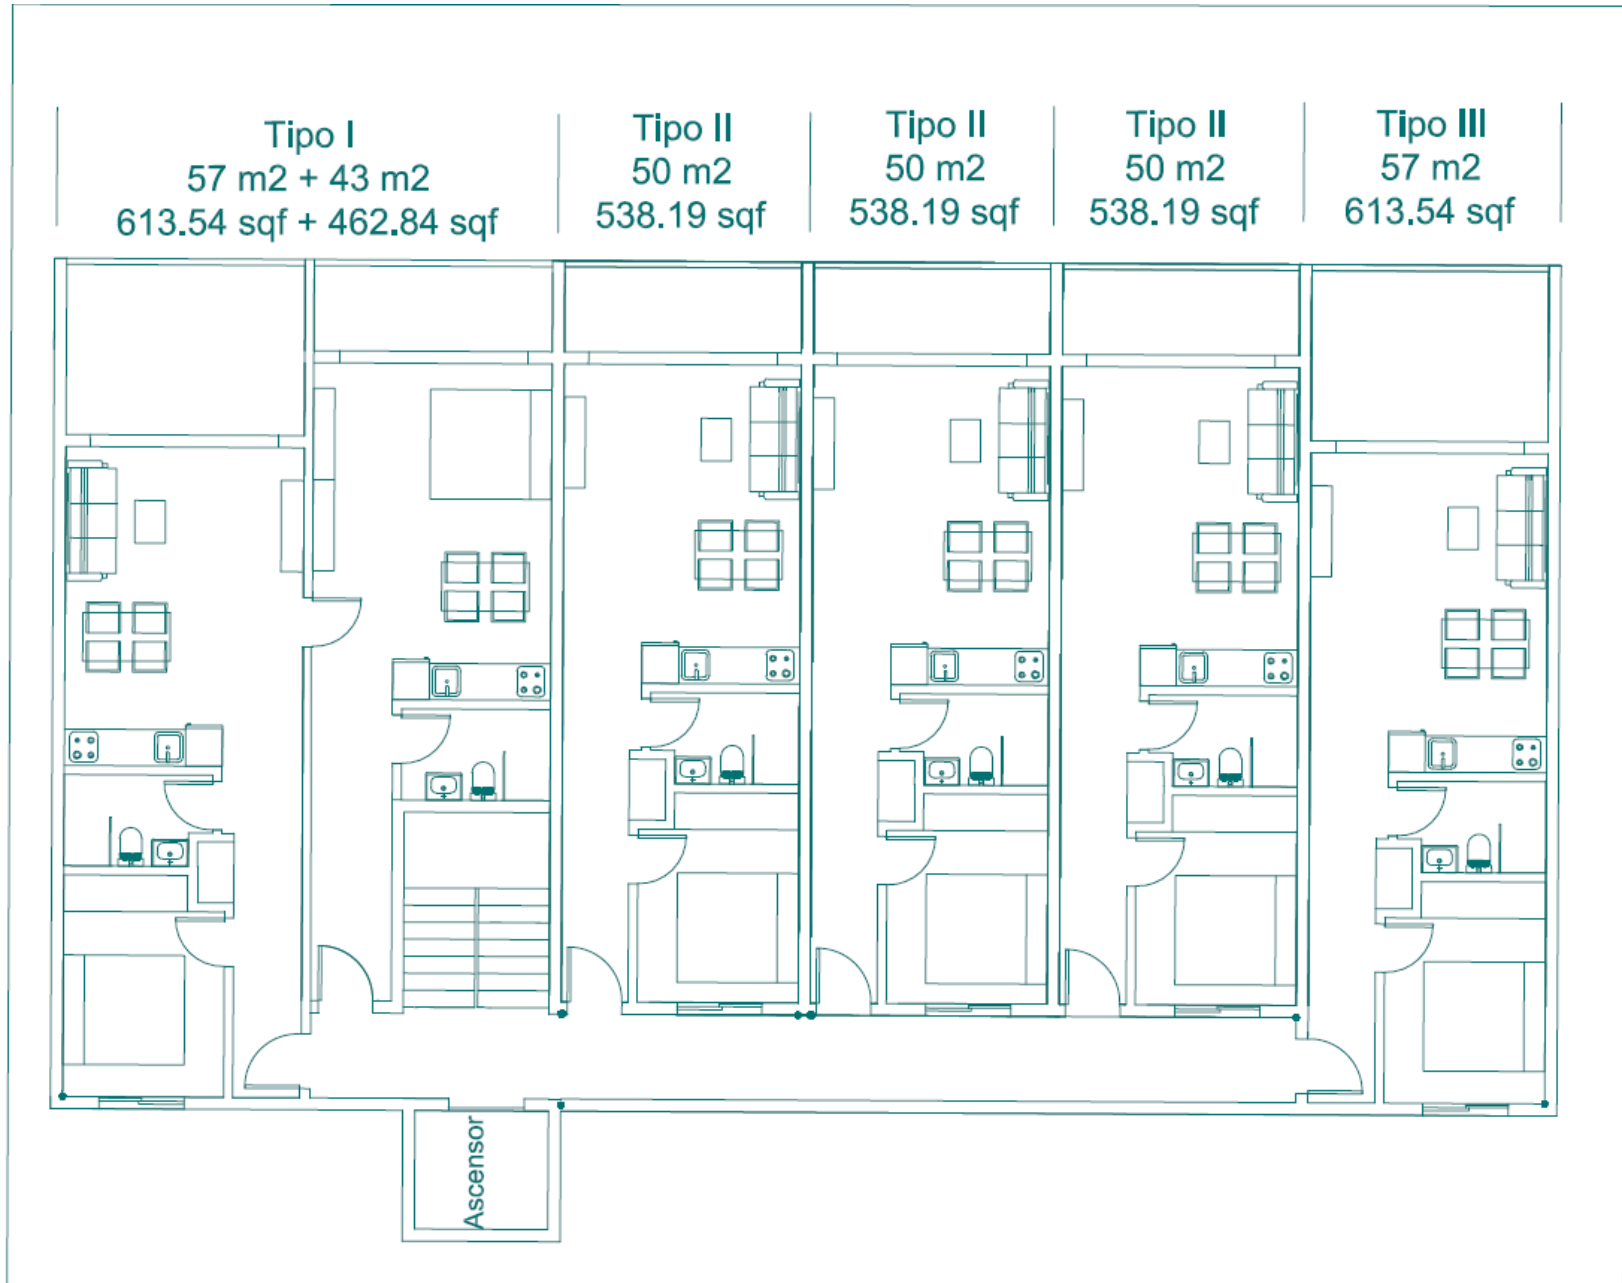 Tipo I
57 m2 + 43 m2
613.54 sqf + 462.84 sqf
Tipo II
50 m2
538.19 sqf
Tipo II
50 m2
538.19 sqf
Tipo II
50 m2
538.19 sqf
Tipo III
57 m2
613.54 sqf
Ascensor